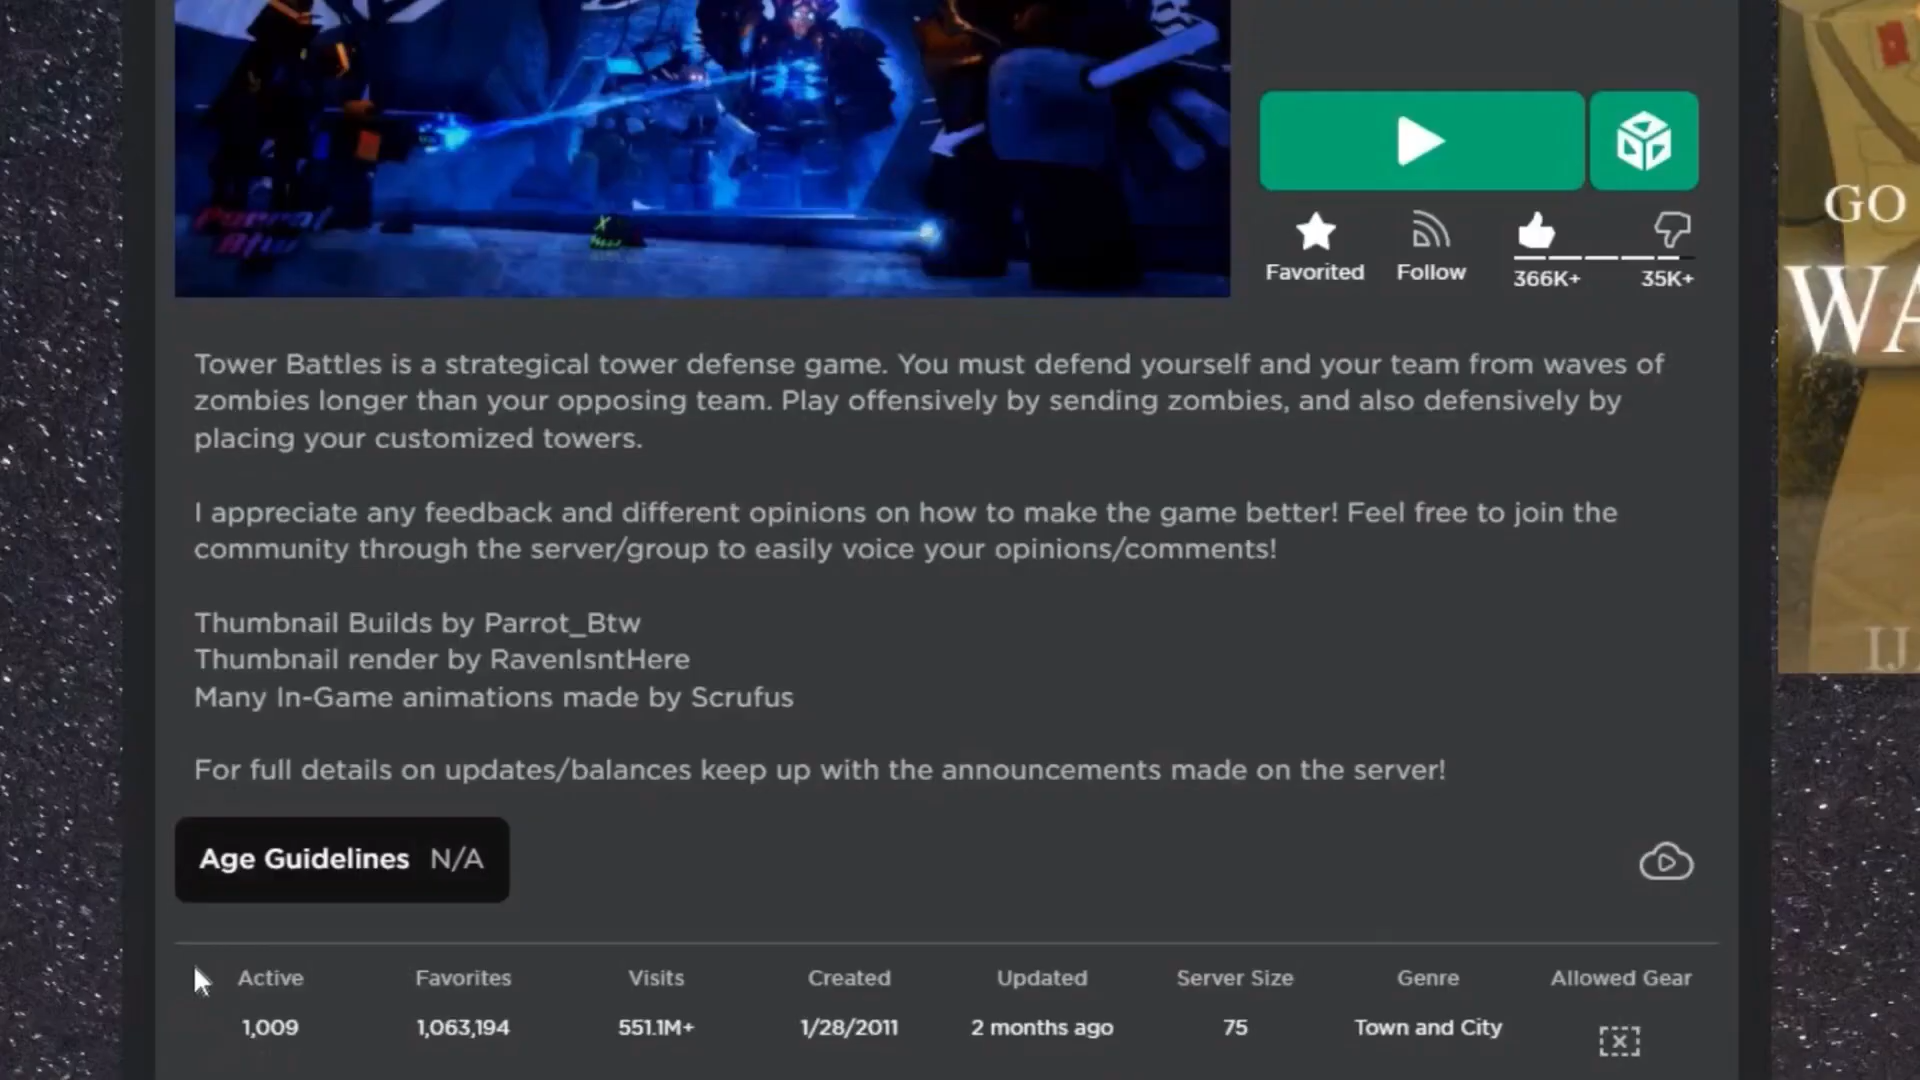 Parrot
Btw
GO
Favorited
Follow
366K+
35K+
Tower Battles is a strategical tower defense game. You must defend yourself and your team from waves of
zombies longer than your opposing team. Play offensively by sending zombies, and also defensively by
placing your customized towers.
I appreciate any feedback and different opinions on how to make the game better! Feel free to join the
community through the server/group to easily voice your opinions/comments!
Thumbnail Builds by Parrot_Btw
Thumbnail render by RavenIsntHere
Many In-Game animations made by Scrufus
For full details on updates/balances keep up with the announcements made on the server!
Age Guidelines N/A
Active Favorites Visits Created Updated Server Size Genre Allowed Gear
1,009 1,063,194 551.1M+ 1/28/2011 2 months ago 75 Town and City